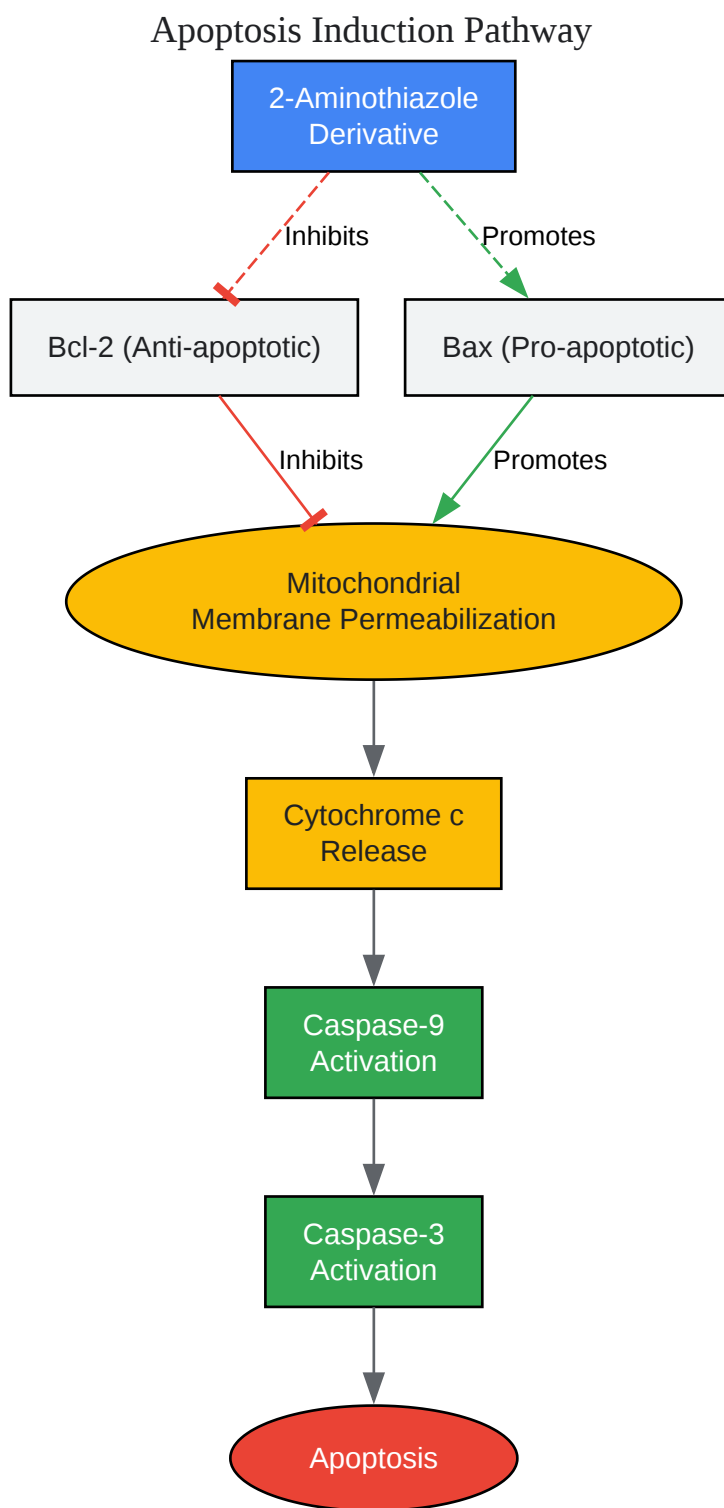 Apoptosis Induction Pathway
2-Aminothiazole
Derivative
Inhibits
Promotes
Bcl-2 (Anti-apoptotic)
Bax (Pro-apoptotic)
Inhibits
Promotes
Mitochondrial
Membrane Permeabilization
Cytochrome c
Release
Caspase-9
Activation
Caspase-3
Activation
Apoptosis